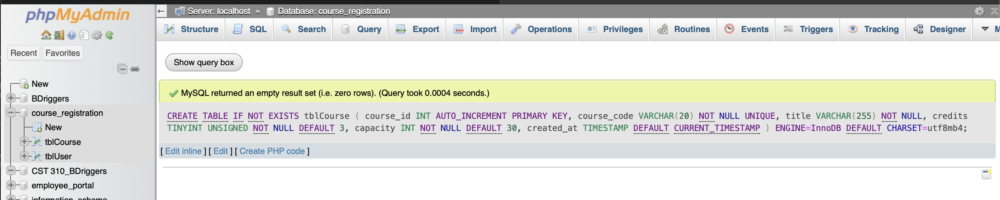 phpMyAdmin
Recent Favorites
New
BDriggers
course_registration
New
tblCourse
tblUser
CST 310_BDriggers
employee_portal
information_schema
Server: localhost » Database: course_registration
Structure SQL Search Query Export Import Operations Privileges Routines Events Triggers Tracking Designer
Show query box
MySQL returned an empty result set (i.e. zero rows). (Query took 0.0004 seconds.)
CREATE TABLE IF NOT EXISTS tblCourse ( course_id INT AUTO_INCREMENT PRIMARY KEY, course_code VARCHAR(20) NOT NULL UNIQUE, title VARCHAR(255) NOT NULL, credits
TINYINT UNSIGNED NOT NULL DEFAULT 3, capacity INT NOT NULL DEFAULT 30, created_at TIMESTAMP DEFAULT CURRENT_TIMESTAMP ) ENGINE=InnoDB DEFAULT CHARSET=utf8mb4;
[ Edit inline ] [ Edit ] [ Create PHP code ]